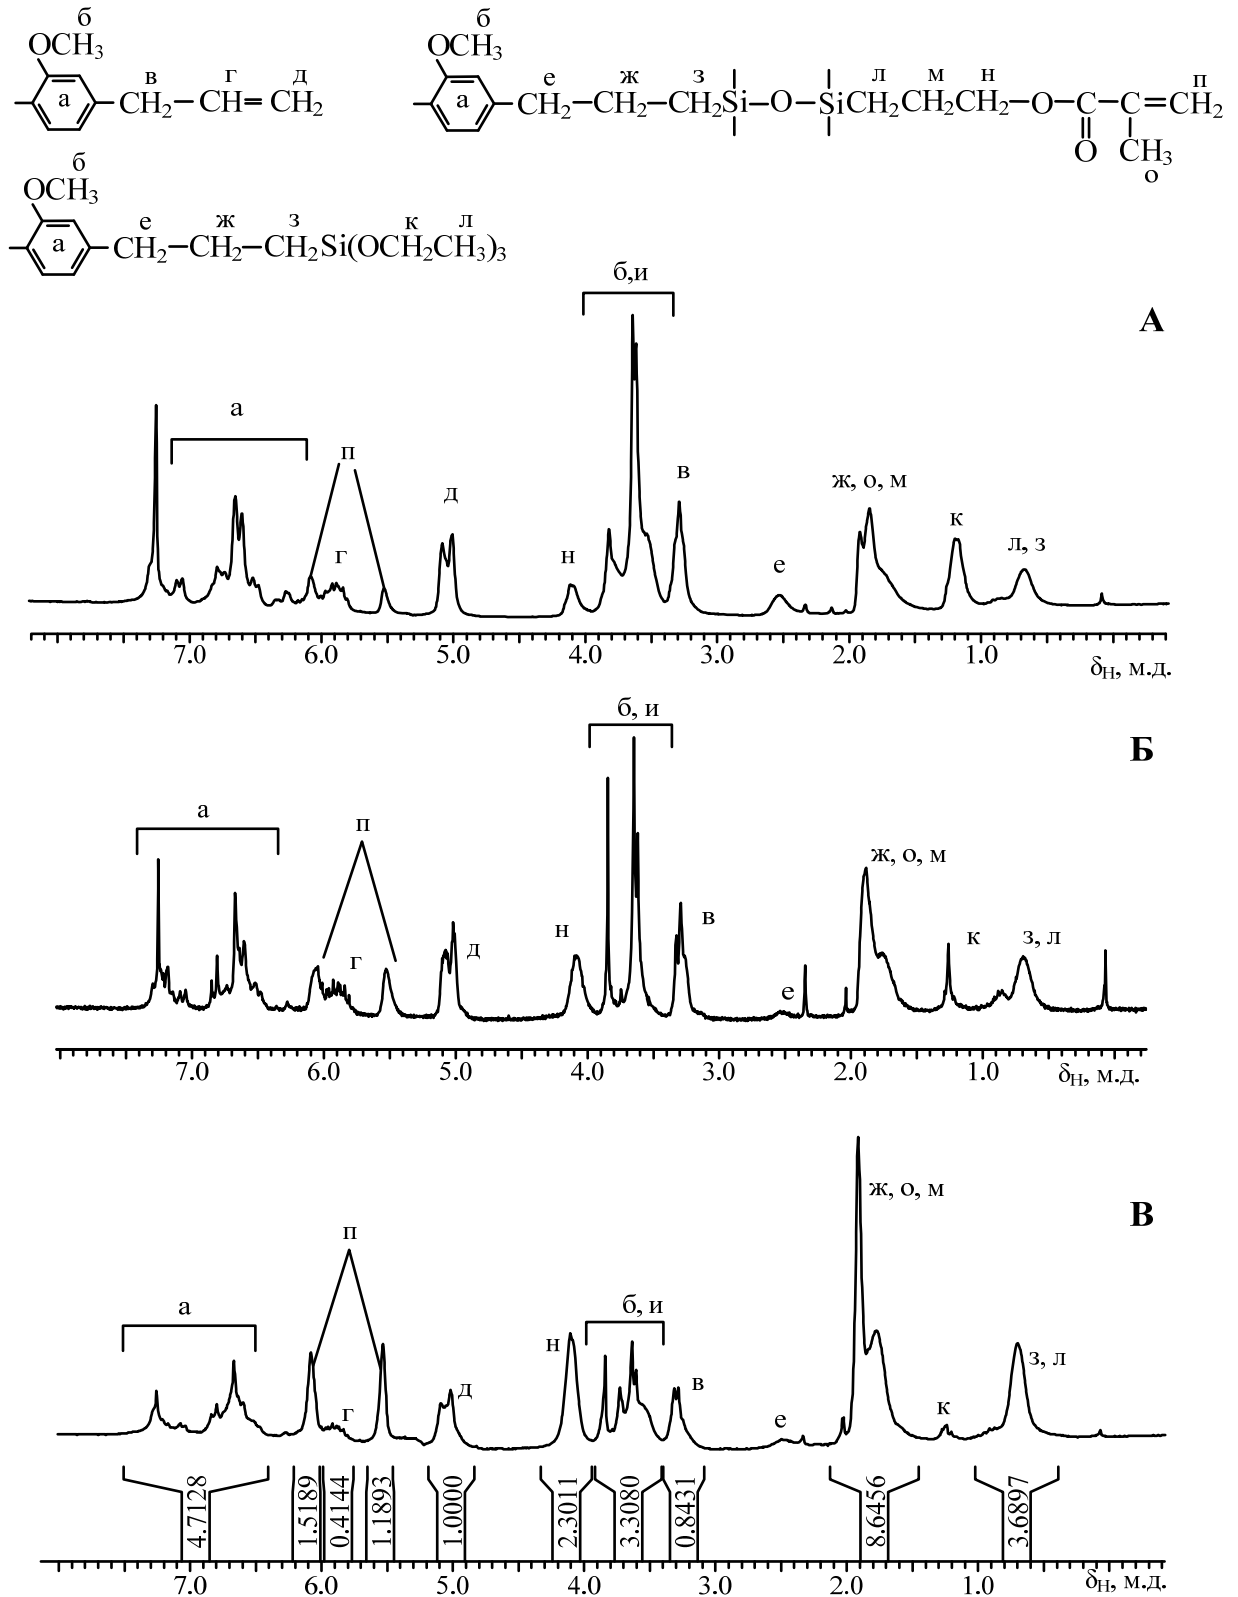 б
OCH3
а
в г д
CH2–CH=CH2
б
OCH3
а
е ж з л м н п
CH2–CH2–CH2Si–O–SiCH2CH2CH2–O–C–C=CH2
O CH3
о
б
OCH3
а
е ж з к л
CH2–CH2–CH2Si(OCH2CH3)3
А
б,и
а
п
г
д
н
в
е
ж, о, м
к
л, з
7.0 6.0 5.0 4.0 3.0 2.0 1.0
δH, м.д.
Б
б, и
а
п
г
д
н
в
е
ж, о, м
к
з, л
7.0 6.0 5.0 4.0 3.0 2.0 1.0
δH, м.д.
В
ж, о, м
п
а
б, и
н
г
д
в
е
к
з, л
4.7128 1.5189 0.4144 1.1893 1.0000 2.3011 3.3080 0.8431 8.6456 3.6897
7.0 6.0 5.0 4.0 3.0 2.0 1.0
δH, м.д.